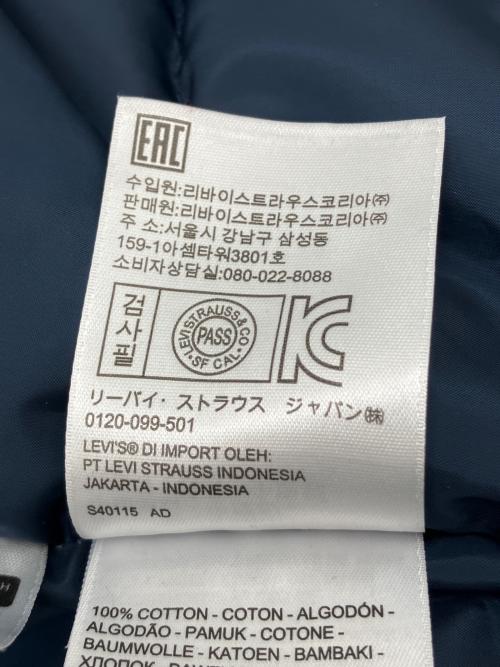 EAC
수입원:리바이스트라우스코리아㈜
판매원:리바이스트라우스코리아㈜
주 소:서울시 강남구 삼성동
159-1아셈타워3801호
소비자상담실:080-022-8088
검사필
LEVI STRAUSS & CO
PASS
S.F. CAL.
リーバイ・ストラウス ジャパン㈱
0120-099-501
LEVI'S® DI IMPORT OLEH:
PT LEVI STRAUSS INDONESIA
JAKARTA - INDONESIA
S40115 AD
H
100% COTTON - COTON - ALGODÓN -
ALGODÃO - PAMUK - COTONE -
BAUMWOLLE - KATOEN - BAMBAKI -
ХЛОПОК -